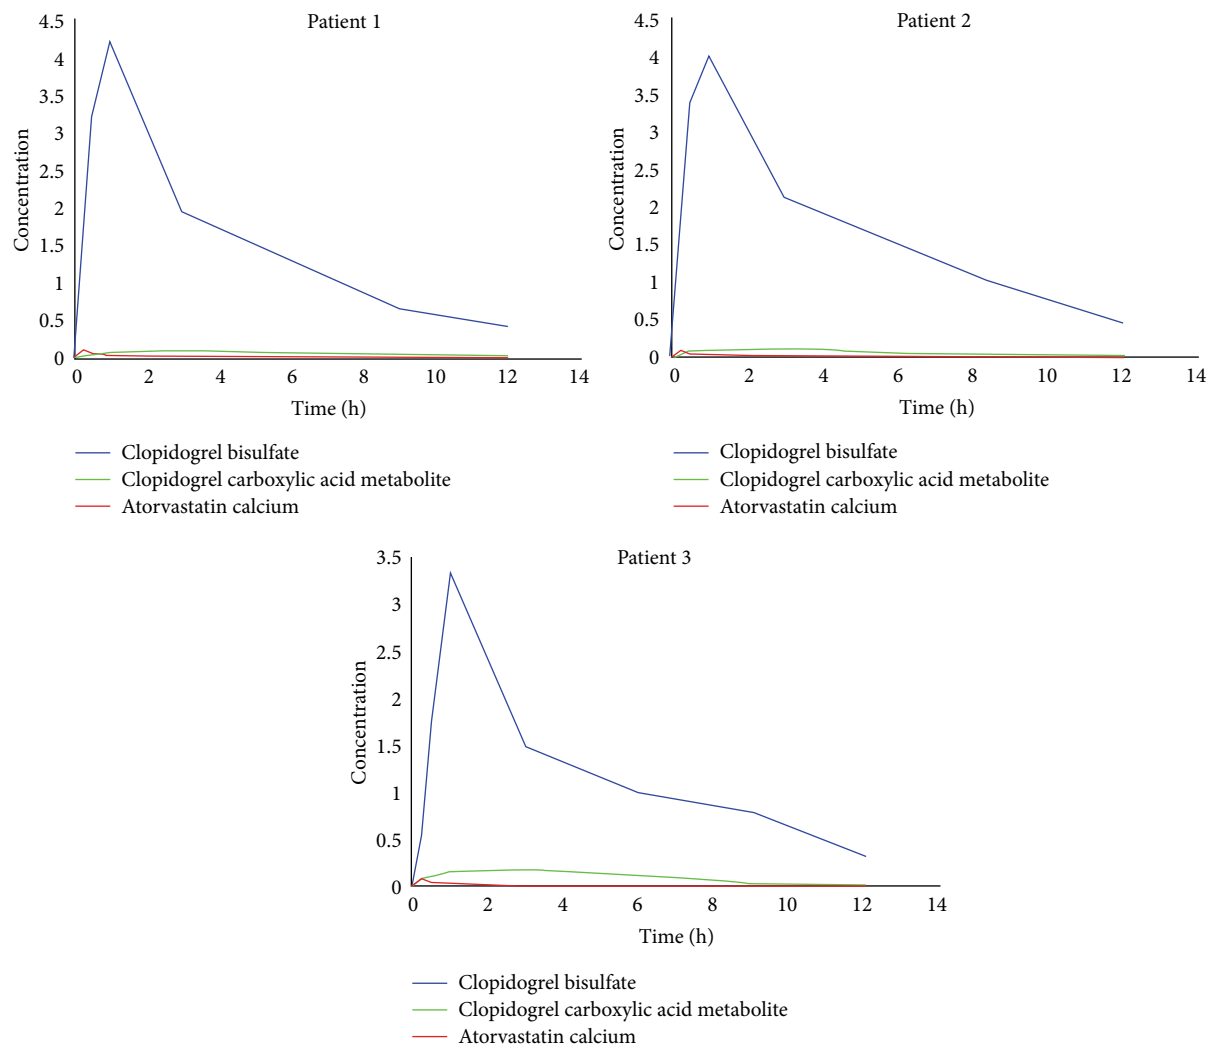 Patient 1
Concentration
4.5
4
3.5
3
2.5
2
1.5
1
0.5
0
0 2 4 6 8 10 12 14
Time (h)
Clopidogrel bisulfate
Clopidogrel carboxylic acid metabolite
Atorvastatin calcium
Patient 2
Concentration
4.5
4
3.5
3
2.5
2
1.5
1
0.5
0
0 2 4 6 8 10 12 14
Time (h)
Clopidogrel bisulfate
Clopidogrel carboxylic acid metabolite
Atorvastatin calcium
Patient 3
Concentration
3.5
3
2.5
2
1.5
1
0.5
0
0 2 4 6 8 10 12 14
Time (h)
Clopidogrel bisulfate
Clopidogrel carboxylic acid metabolite
Atorvastatin calcium